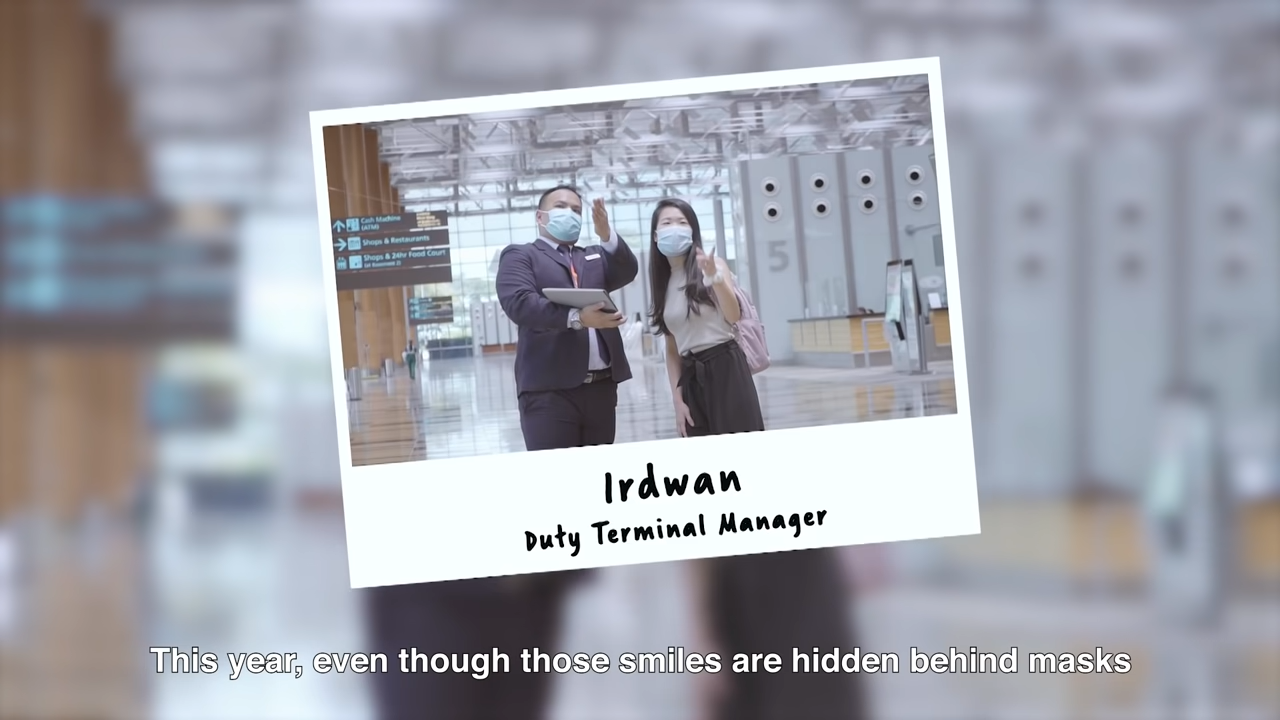 Cash Machine
(ATM)
Shops & Restaurants
Shops & 24hr Food Court
5
Irdwan
Duty Terminal Manager
This year, even though those smiles are hidden behind masks